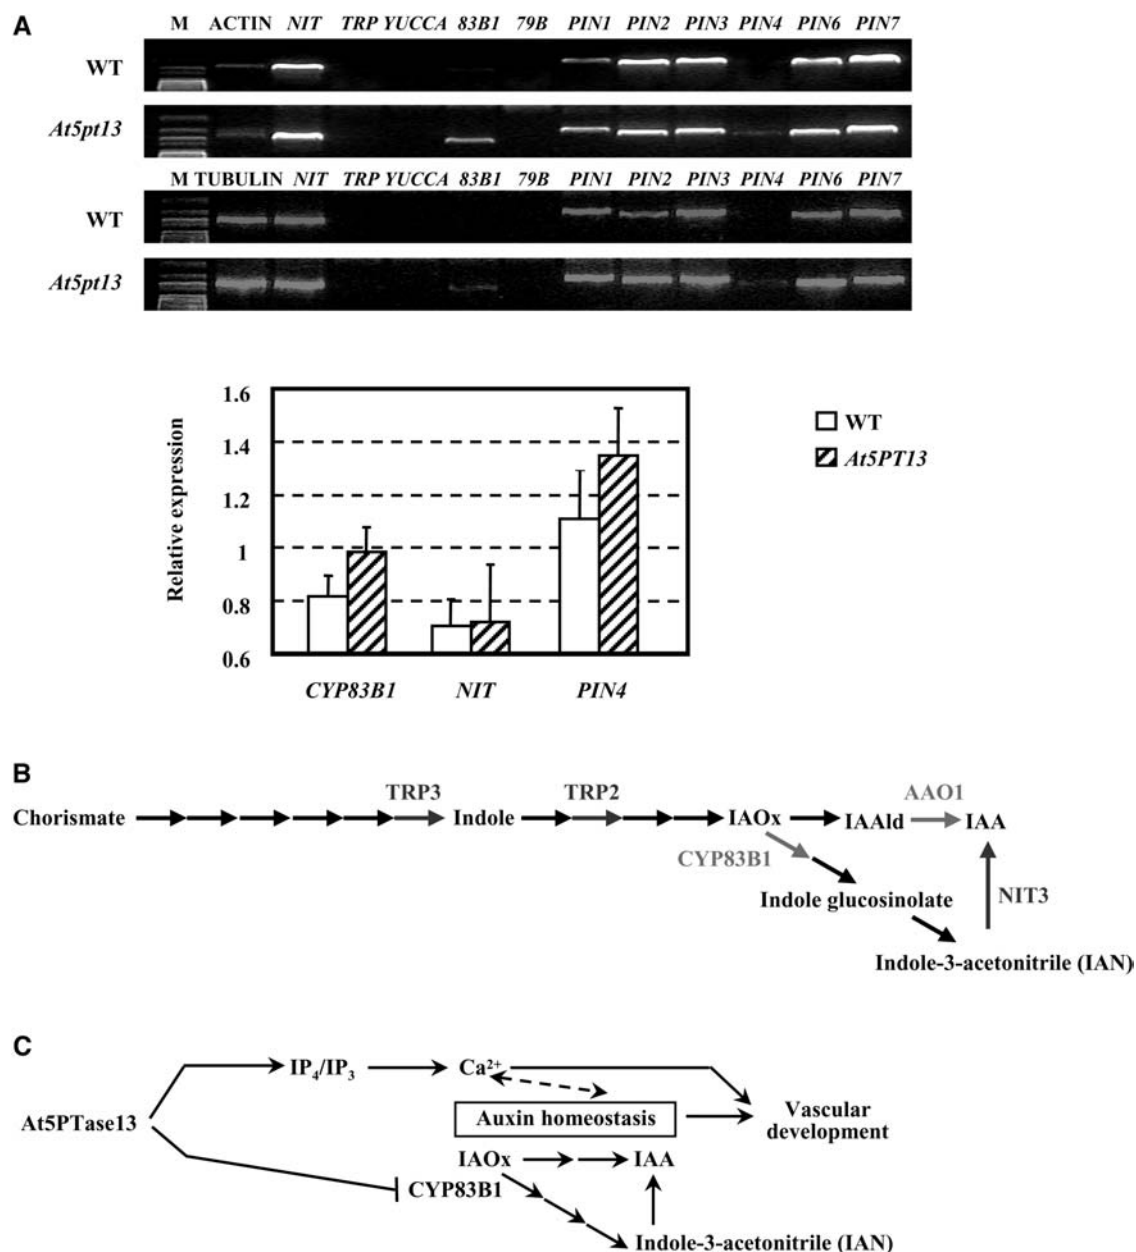 A
M ACTIN NIT TRP YUCCA 83B1 79B PIN1 PIN2 PIN3 PIN4 PIN6 PIN7
WT
At5pt13
M TUBULIN NIT TRP YUCCA 83B1 79B PIN1 PIN2 PIN3 PIN4 PIN6 PIN7
WT
At5pt13
Relative expression
1.6
1.4
1.2
1
0.8
0.6
CYP83B1 NIT PIN4
WT
At5PT13
B
TRP3 TRP2 AAO1
Chorismate Indole IAOx IAAld IAA
CYP83B1
NIT3
Indole glucosinolate
Indole-3-acetonitrile (IAN)
C
IP₄/IP₃ Ca²⁺
At5PTase13
Auxin homeostasis
Vascular
development
IAOx IAA
CYP83B1
Indole-3-acetonitrile (IAN)